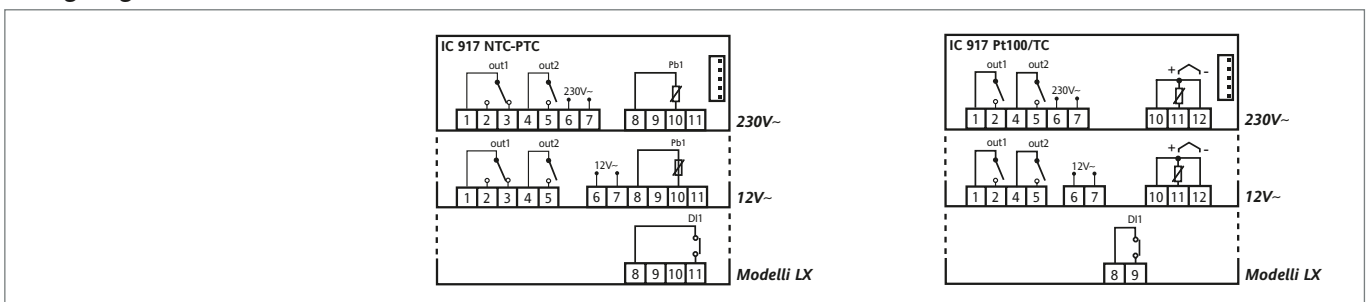 IC 917 NTC-PTC
out1 out2 Pb1
230V~
1 2 3 4 5 6 7 8 9 10 11 230V~
out1 out2 Pb1
12V~
1 2 3 4 5 6 7 8 9 10 11 12V~
DI1
8 9 10 11 Modelli LX
IC 917 Pt100/TC
out1 out2 + -
230V~
1 2 4 5 6 7 10 11 12 230V~
out1 out2 + -
12V~
1 2 4 5 6 7 10 11 12 12V~
DI1
8 9 Modelli LX